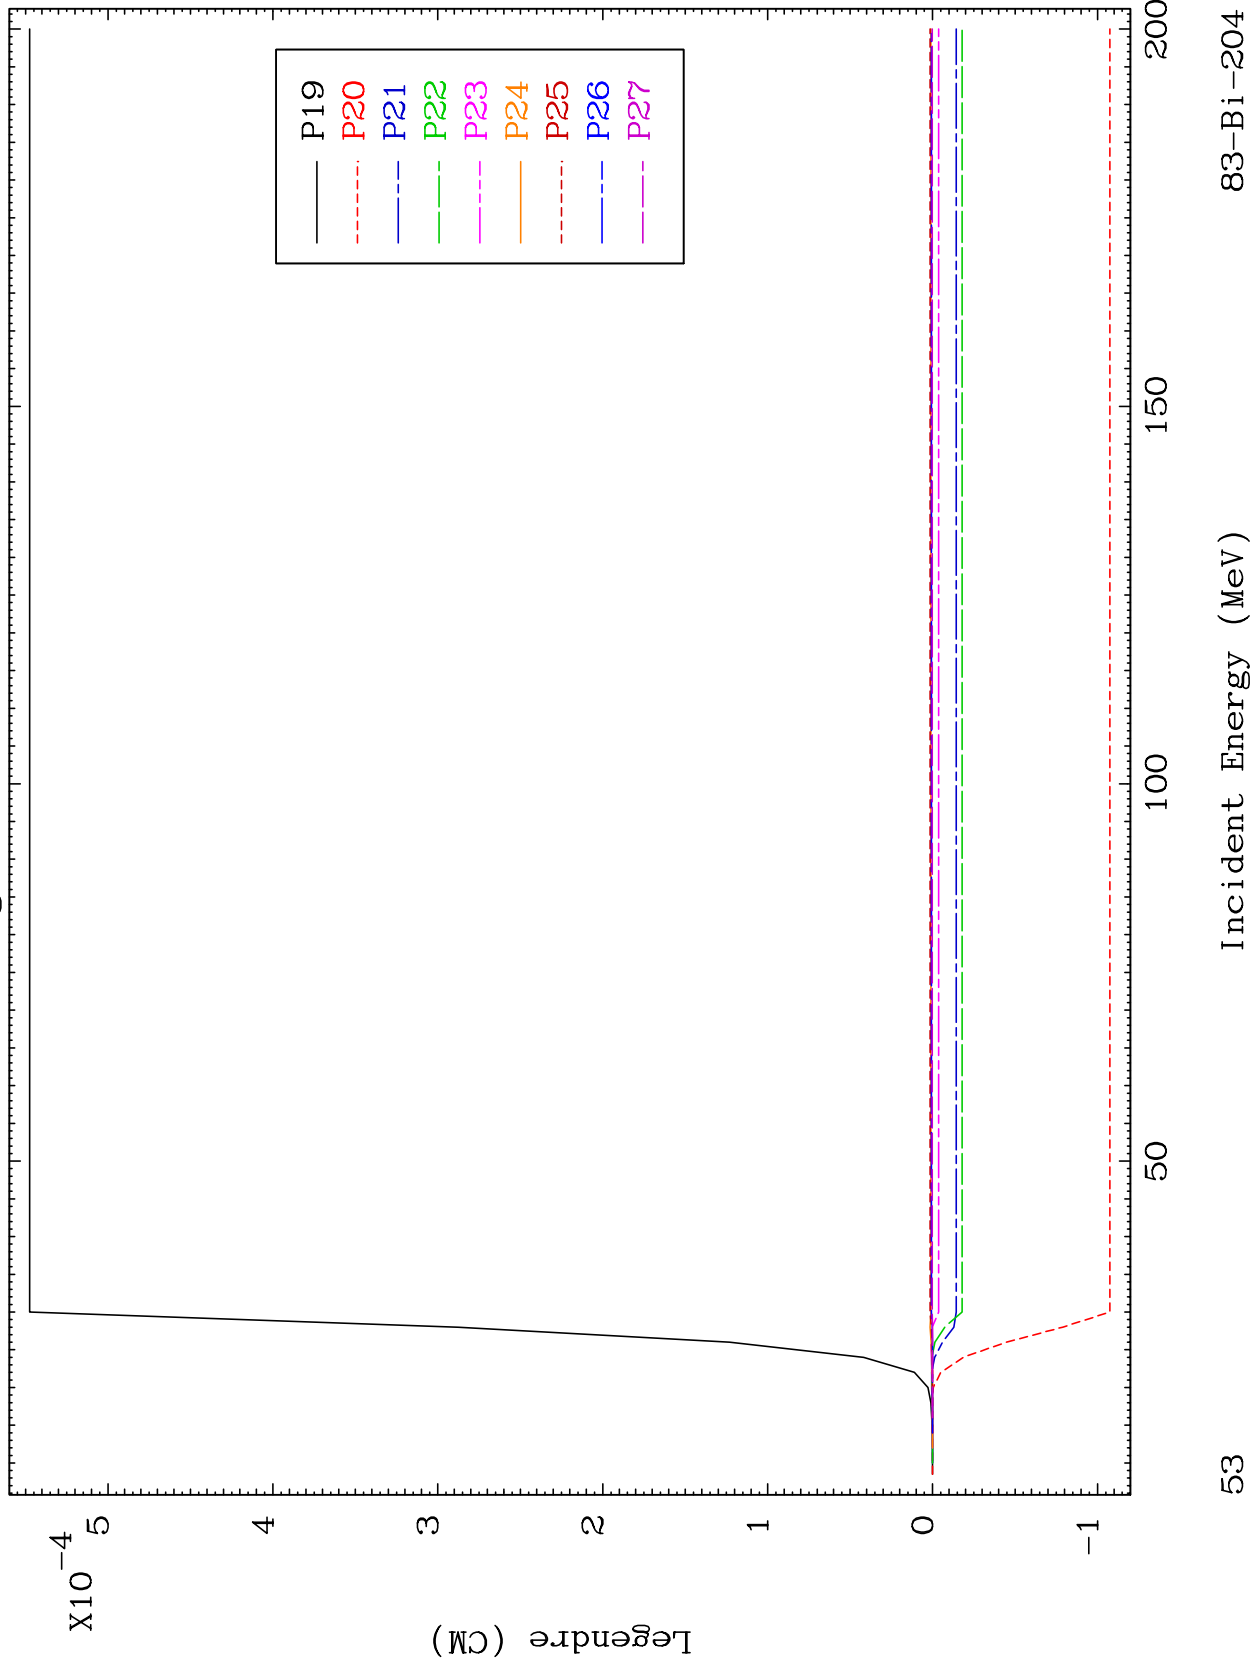 X10-4
5
4
3
2
1
0
-1
Legendre (CM)
P19
P20
P21
P22
P23
P24
P25
P26
P27
50
100
150
200
Incident Energy (MeV)
53
83-Bi-204